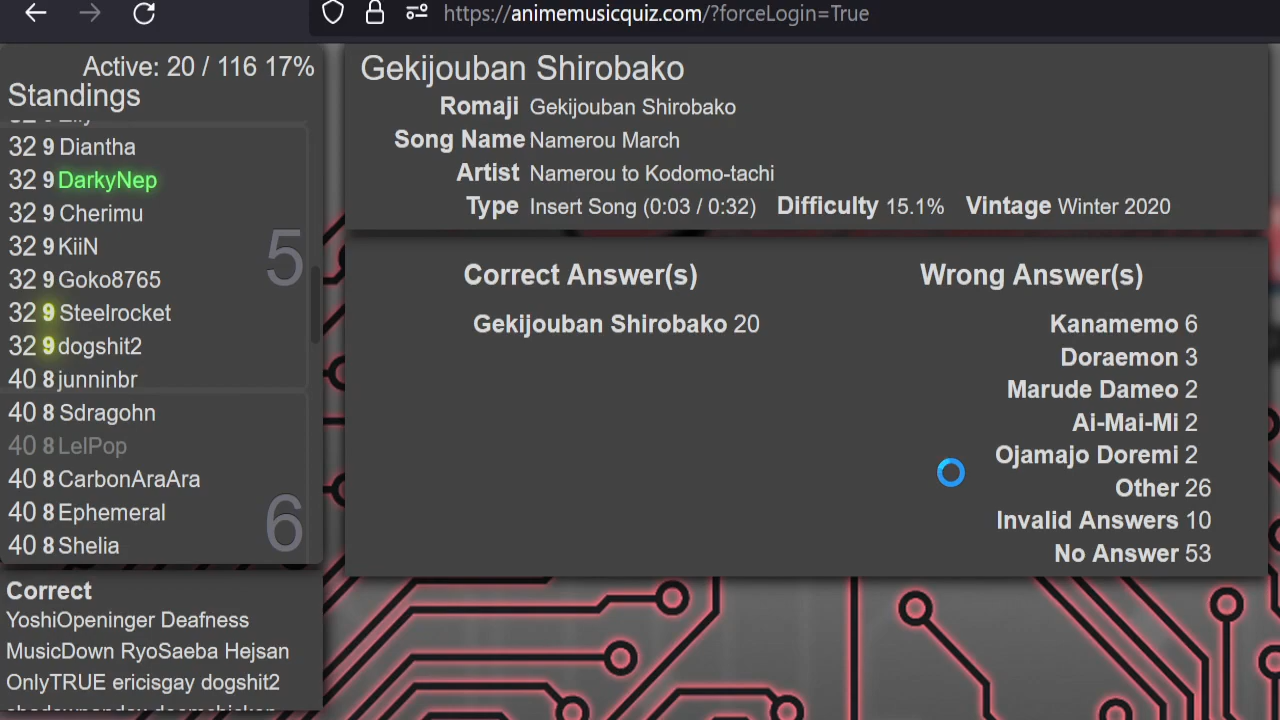 https://animemusicquiz.com/?forceLogin=True
Active: 20 / 116 17%
Standings
32 9 Diantha
32 9 DarkyNep
32 9 Cherimu
32 9 KiiN
5
32 9 Goko8765
32 9 Steelrocket
32 9 dogshit2
40 8 junninbr
40 8 Sdragohn
40 8 LelPop
40 8 CarbonAraAra
40 8 Ephemeral
6
40 8 Shelia
Correct
YoshiOpeninger Deafness
MusicDown RyoSaeba Hejsan
OnlyTRUE ericisgay dogshit2
Gekijouban Shirobako
Romaji Gekijouban Shirobako
Song Name Namerou March
Artist Namerou to Kodomo-tachi
Type Insert Song (0:03 / 0:32) Difficulty 15.1% Vintage Winter 2020
Correct Answer(s)
Gekijouban Shirobako 20
Wrong Answer(s)
Kanamemo 6
Doraemon 3
Marude Dameo 2
Ai-Mai-Mi 2
Ojamajo Doremi 2
Other 26
Invalid Answers 10
No Answer 53